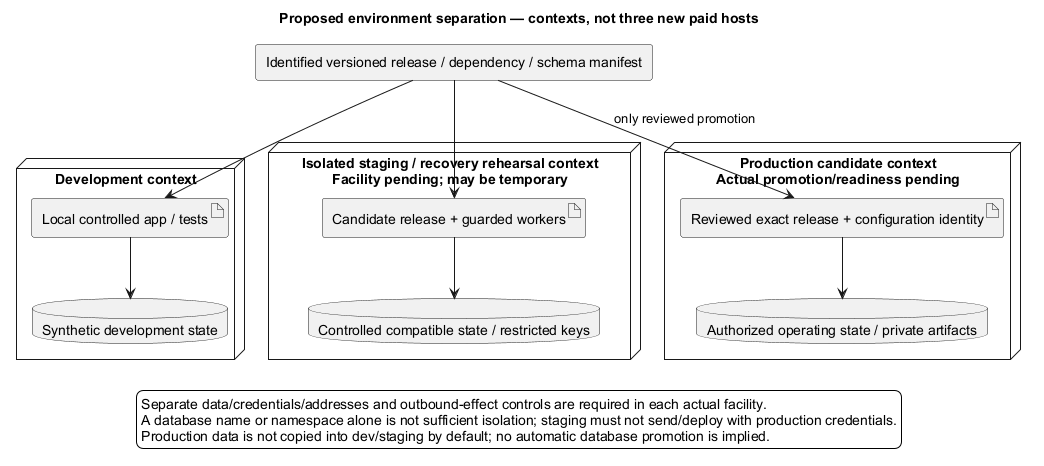 Proposed environment separation — contexts, not three new paid hosts
Identified versioned release / dependency / schema manifest
only reviewed promotion
Development context
Local controlled app / tests
Synthetic development state
Isolated staging / recovery rehearsal context
Facility pending; may be temporary
Candidate release + guarded workers
Controlled compatible state / restricted keys
Production candidate context
Actual promotion/readiness pending
Reviewed exact release + configuration identity
Authorized operating state / private artifacts
Separate data/credentials/addresses and outbound-effect controls are required in each actual facility.
A database name or namespace alone is not sufficient isolation; staging must not send/deploy with production credentials.
Production data is not copied into dev/staging by default; no automatic database promotion is implied.